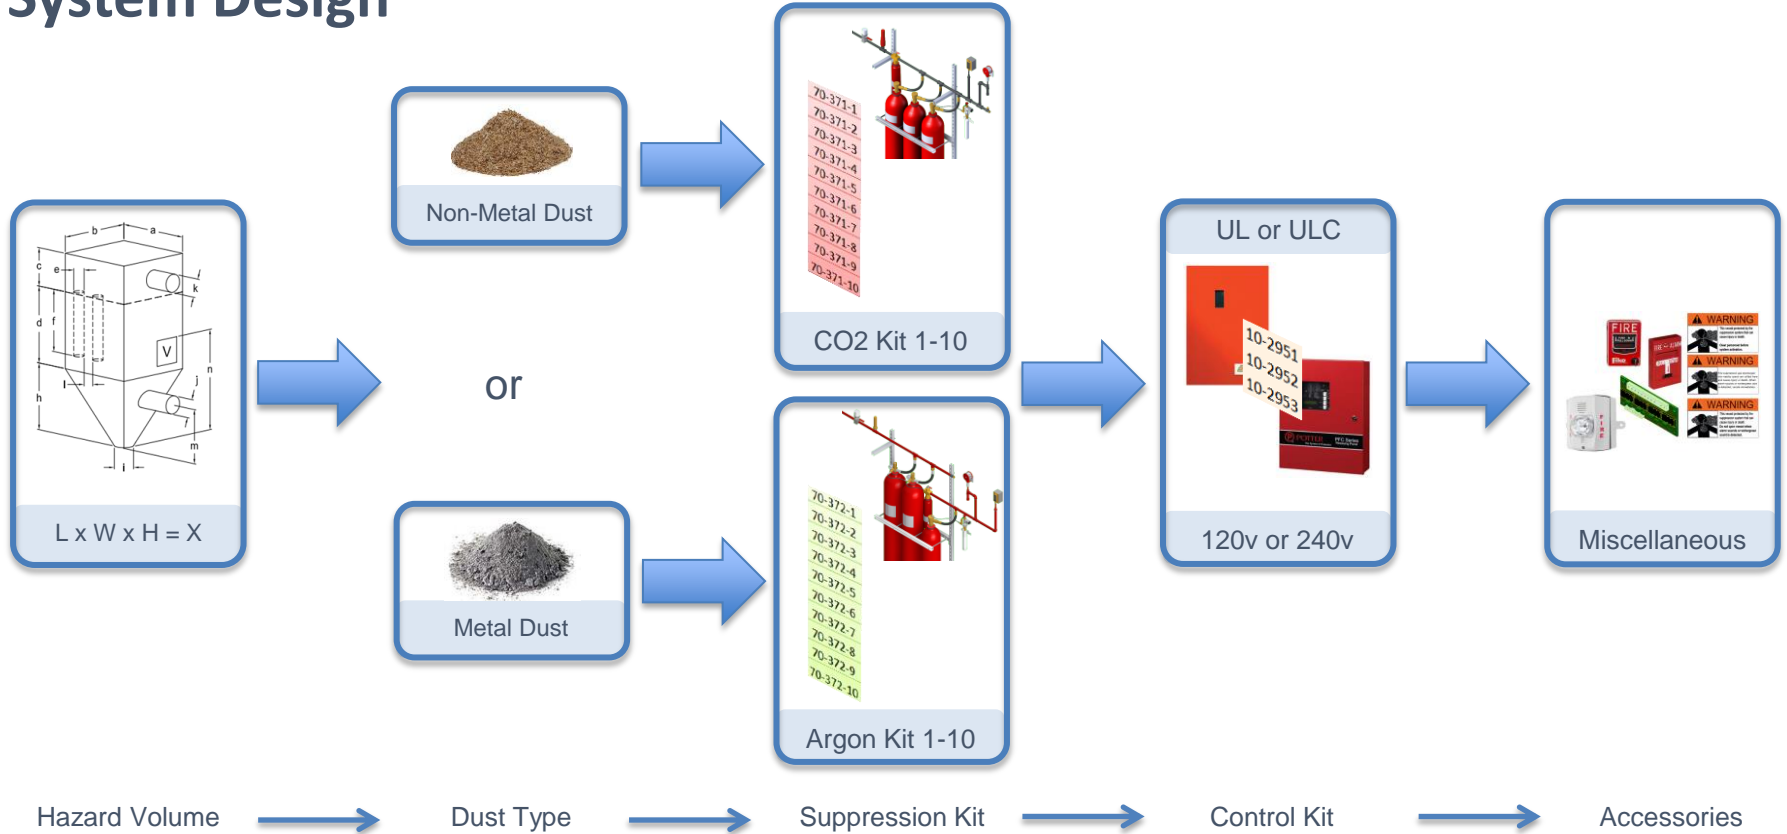 System Design
b
a
c
e
k
d
f
V
n
l
j
h
m
i
L x W x H = X
Non-Metal Dust
or
Metal Dust
70-371-1
70-371-2
70-371-3
70-371-4
70-371-5
70-371-6
70-371-7
70-371-8
70-371-9
70-371-10
CO2 Kit 1-10
70-372-1
70-372-2
70-372-3
70-372-4
70-372-5
70-372-6
70-372-7
70-372-8
70-372-9
70-372-10
Argon Kit 1-10
UL or ULC
10-2951
10-2952
10-2953
POTTER
PFC Series
120v or 240v
FIRE
FIRE
WARNING
WARNING
WARNING
Miscellaneous
Hazard Volume
Dust Type
Suppression Kit
Control Kit
Accessories